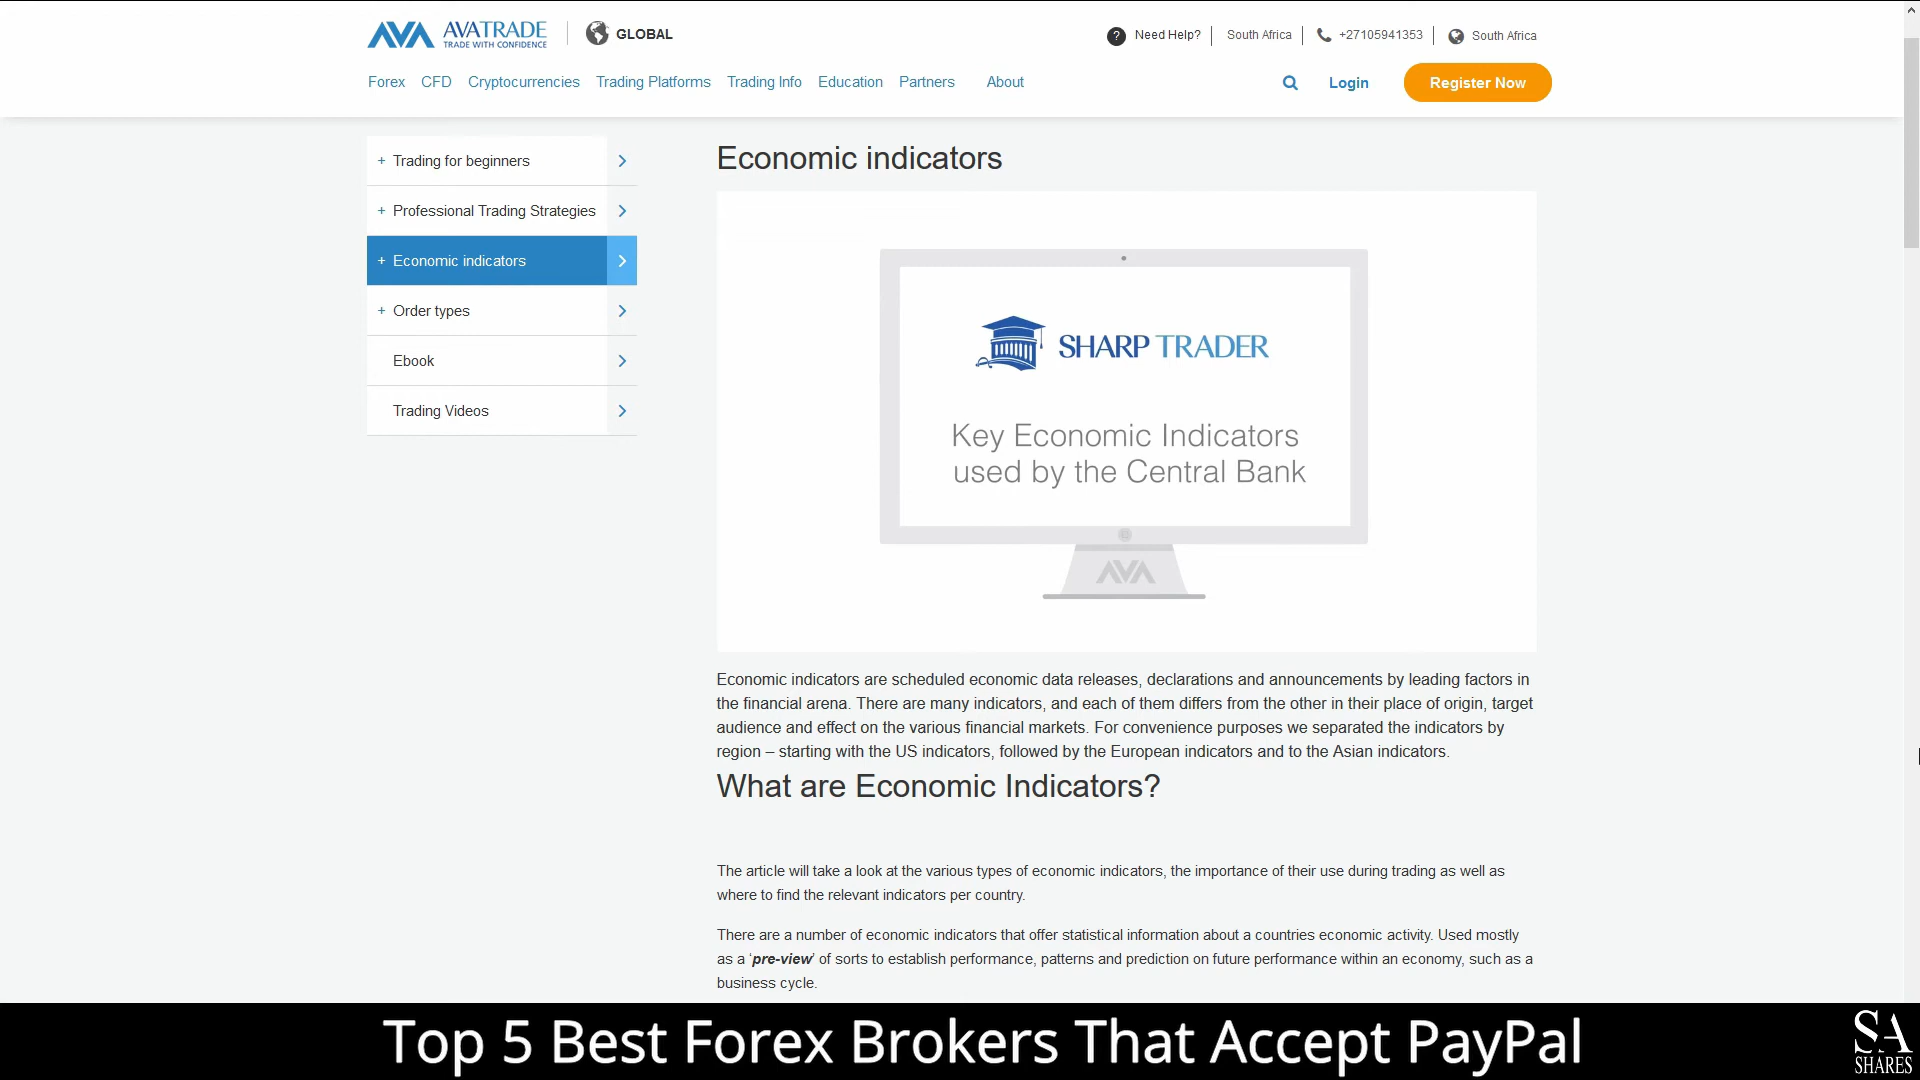 AVATRADE
TRADE WITH CONFIDENCE
GLOBAL
? Need Help? South Africa +27105941353 South Africa
Forex CFD Cryptocurrencies Trading Platforms Trading Info Education Partners About Login Register Now
+ Trading for beginners
+ Professional Trading Strategies
+ Economic indicators
+ Order types
Ebook
Trading Videos
Economic indicators
SHARP TRADER
Key Economic Indicators
used by the Central Bank
AVA
Economic indicators are scheduled economic data releases, declarations and announcements by leading factors in
the financial arena. There are many indicators, and each of them differs from the other in their place of origin, target
audience and effect on the various financial markets. For convenience purposes we separated the indicators by
region – starting with the US indicators, followed by the European indicators and to the Asian indicators.
What are Economic Indicators?
The article will take a look at the various types of economic indicators, the importance of their use during trading as well as
where to find the relevant indicators per country.
There are a number of economic indicators that offer statistical information about a countries economic activity. Used mostly
as a ‘pre-view’ of sorts to establish performance, patterns and prediction on future performance within an economy, such as a
business cycle.
Top 5 Best Forex Brokers That Accept PayPal
SA
SHARES